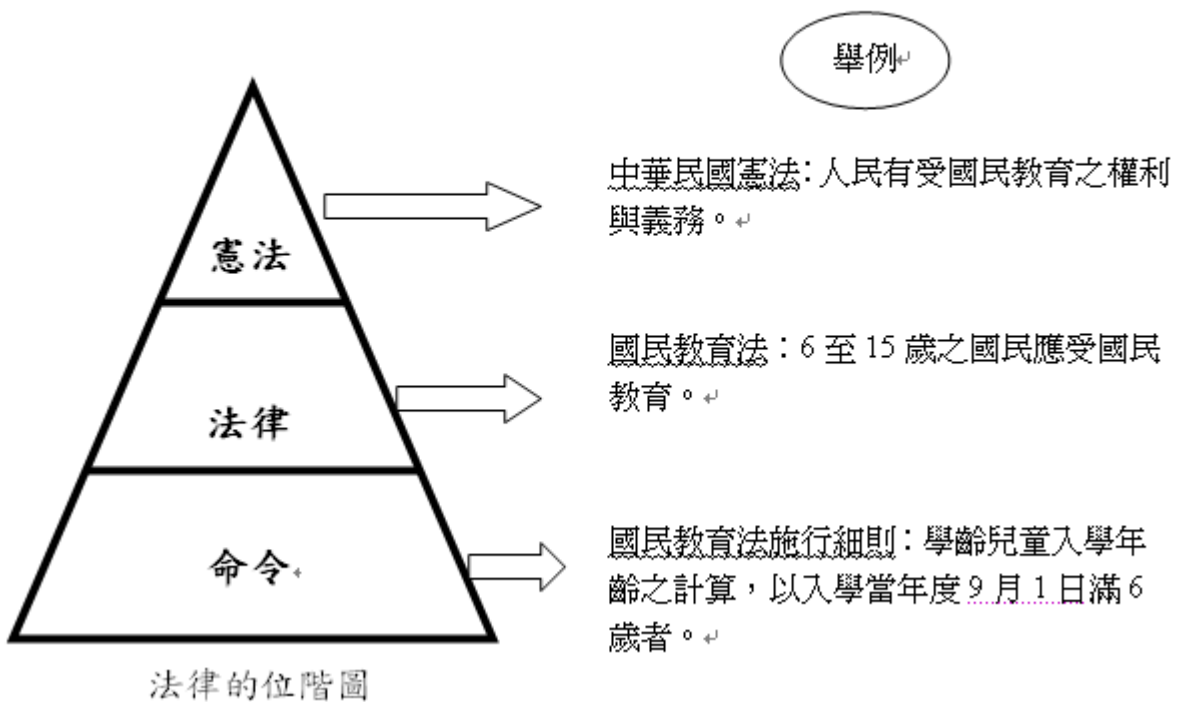 舉例
憲法
法律
命令
法律的位階圖
中華民國憲法:人民有受國民教育之權利
與義務。
國民教育法：6 至 15 歲之國民應受國民
教育。
國民教育法施行細則：學齡兒童入學年
齡之計算，以入學當年度 9 月 1 日滿 6
歲者。